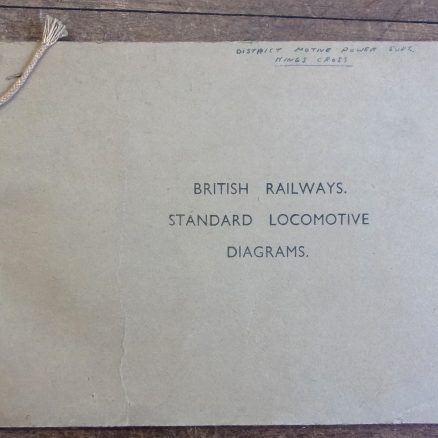 DISTRICT MOTIVE POWER SUPT.
KINGS CROSS
BRITISH RAILWAYS.
STANDARD LOCOMOTIVE
DIAGRAMS.